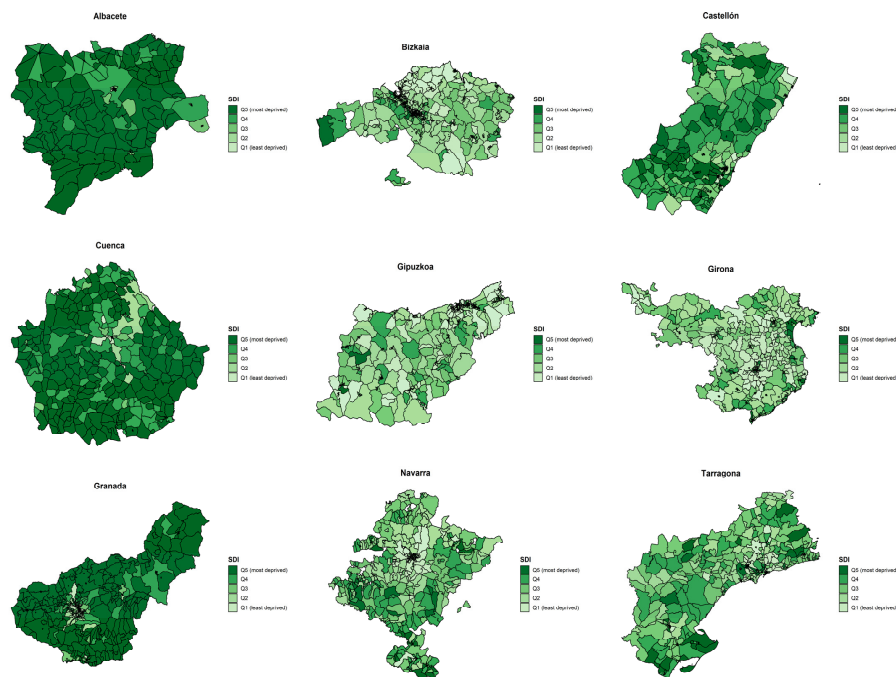 Albacete
SDI
Q5 (most deprived)
Q4
Q3
Q2
Q1 (least deprived)
Bizkaia
SDI
Q5 (most deprived)
Q4
Q3
Q2
Q1 (least deprived)
Castellón
SDI
Q5 (most deprived)
Q4
Q3
Q2
Q1 (least deprived)
Cuenca
SDI
Q5 (most deprived)
Q4
Q3
Q2
Q1 (least deprived)
Gipuzkoa
SDI
Q5 (most deprived)
Q4
Q3
Q2
Q1 (least deprived)
Girona
SDI
Q5 (most deprived)
Q4
Q3
Q2
Q1 (least deprived)
Granada
SDI
Q5 (most deprived)
Q4
Q3
Q2
Q1 (least deprived)
Navarra
SDI
Q5 (most deprived)
Q4
Q3
Q2
Q1 (least deprived)
Tarragona
SDI
Q5 (most deprived)
Q4
Q3
Q2
Q1 (least deprived)